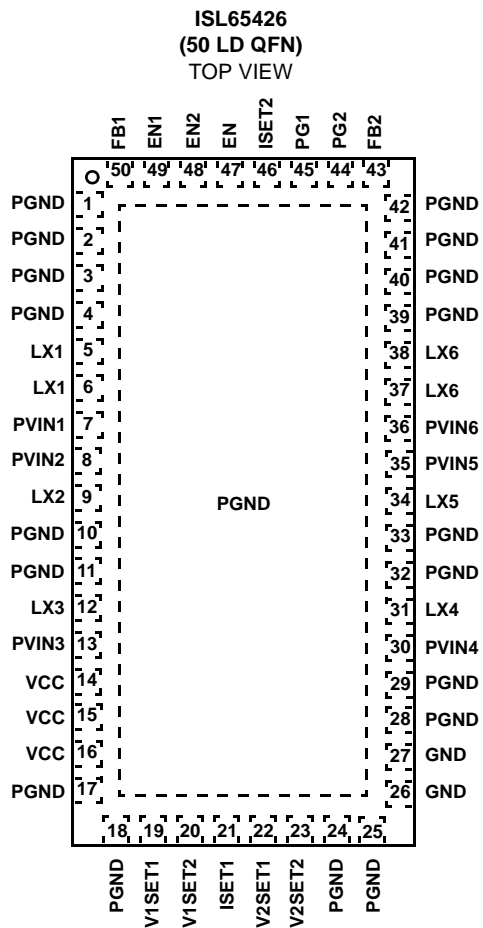 ISL65426
(50 LD QFN)
TOP VIEW
FB1 EN1 EN2 EN ISET2 PG1 PG2 FB2
50 49 48 47 46 45 44 43
PGND 1 42 PGND
PGND 2 41 PGND
PGND 3 40 PGND
PGND 4 39 PGND
LX1 5 38 LX6
LX1 6 37 LX6
PVIN1 7 36 PVIN6
PVIN2 8 35 PVIN5
LX2 9 PGND 34 LX5
PGND 10 33 PGND
PGND 11 32 PGND
LX3 12 31 LX4
PVIN3 13 30 PVIN4
VCC 14 29 PGND
VCC 15 28 PGND
VCC 16 27 GND
PGND 17 26 GND
18 19 20 21 22 23 24 25
PGND V1SET1 V1SET2 ISET1 V2SET1 V2SET2 PGND PGND